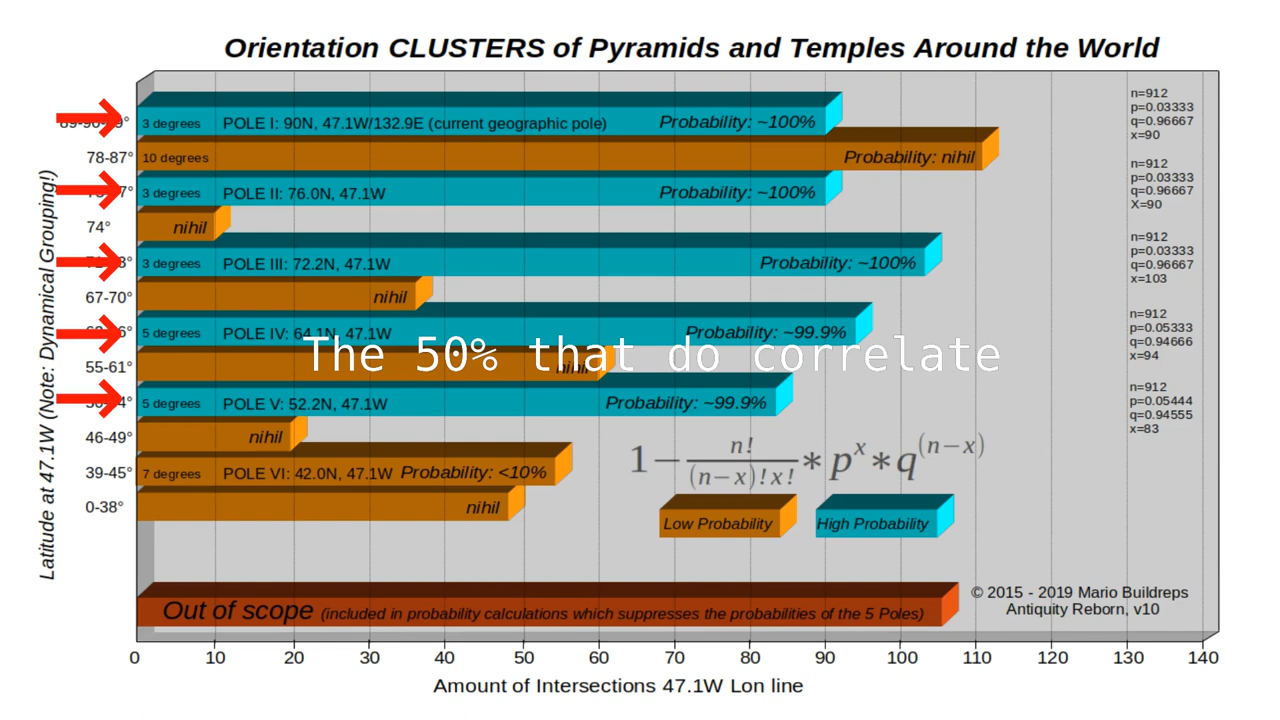 Orientation CLUSTERS of Pyramids and Temples Around the World
Latitude at 47.1W (Note: Dynamical Grouping!)
3 degrees POLE I: 90N, 47.1W/132.9E (current geographic pole) Probability: ~100%
78-87° 10 degrees Probability: nihil
3 degrees POLE II: 76.0N, 47.1W Probability: ~100%
74° nihil
3 degrees POLE III: 72.2N, 47.1W Probability: ~100%
67-70° nihil
5 degrees POLE IV: 64.1N, 47.1W Probability: ~99.9%
The 50% that do correlate
55-61° nihil
5 degrees POLE V: 52.2N, 47.1W Probability: ~99.9%
46-49° nihil
39-45° 7 degrees POLE VI: 42.0N, 47.1W Probability: <10%
0-38° nihil
n=912
p=0.03333
q=0.96667
x=90
n=912
p=0.03333
q=0.96667
X=90
n=912
p=0.03333
q=0.96667
x=103
n=912
p=0.05333
q=0.94666
x=94
n=912
p=0.05444
q=0.94555
x=83
1− n! / (n−x)! x! * p^x * q^(n−x)
Low Probability High Probability
Out of scope (included in probability calculations which suppresses the probabilities of the 5 Poles)
© 2015 - 2019 Mario Buildreps
Antiquity Reborn, v10
0 10 20 30 40 50 60 70 80 90 100 110 120 130 140
Amount of Intersections 47.1W Lon line